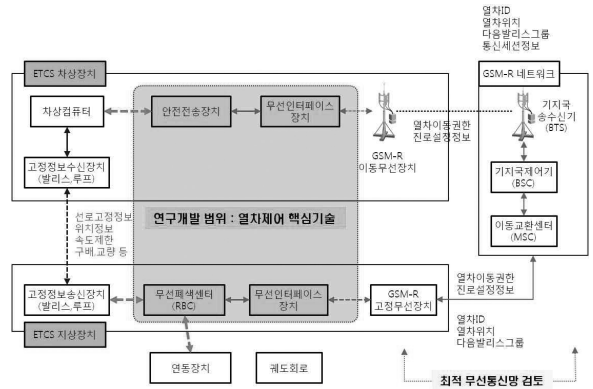 열차ID
열차위치
다음발리스그룹
통신세션정보
ETCS 차상장치
GSM-R 네트워크
차상컴퓨터
안전전송장치
무선인터페이스
장치
열차이동권한
진로설정정보
기지국
송수신기
(BTS)
GSM-R
이동무선장치
고정정보수신장치
(발리스,루프)
기지국제어기
(BSC)
연구개발 범위 : 열차제어 핵심기술
이동교환센터
(MSC)
선로고정정보
위치정보
속도제한
구배,교량 등
고정정보송신장치
(발리스,루프)
무선폐색센터
(RBC)
무선인터페이스
장치
GSM-R
고정무선장치
열차이동권한
진로설정정보
ETCS 지상장치
열차ID
열차위치
다음발리스그룹
연동장치
궤도회로
최적 무선통신망 검토